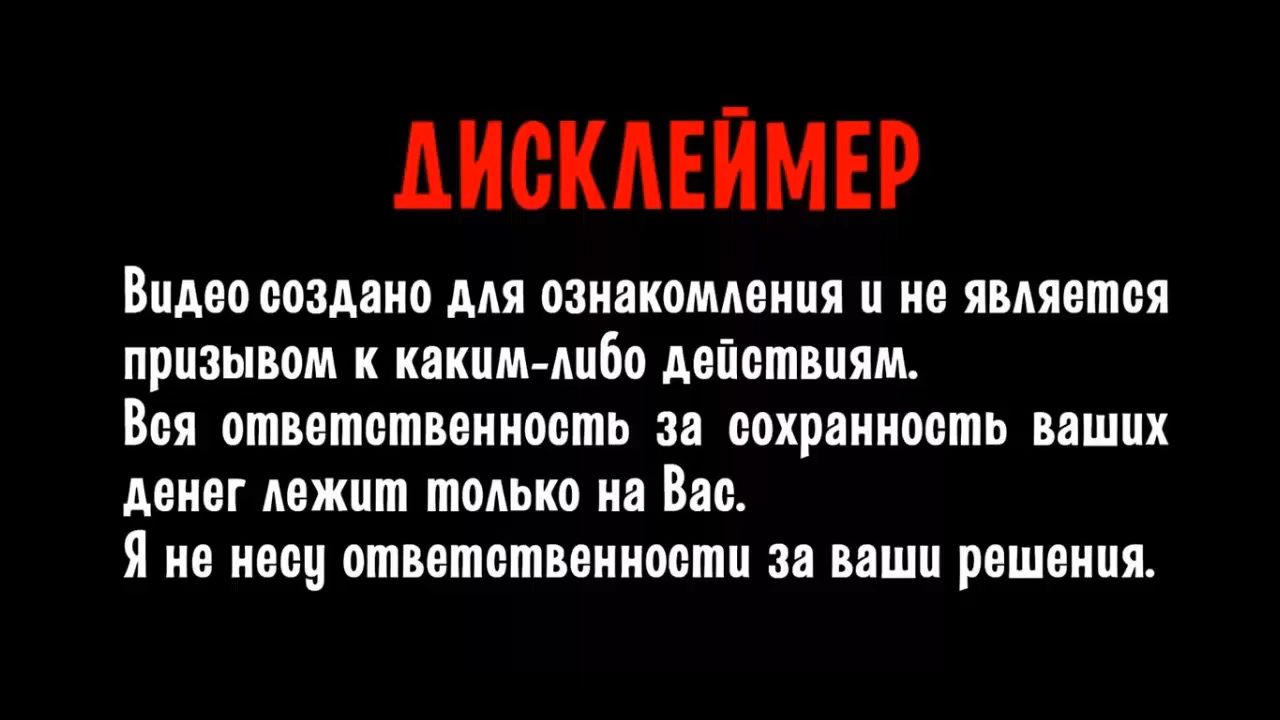 ДИСКЛЕЙМЕР
Видео создано для ознакомления и не является
призывом к каким-либо действиям.
Вся ответственность за сохранность ваших
денег лежит только на Вас.
Я не несу ответственности за ваши решения.